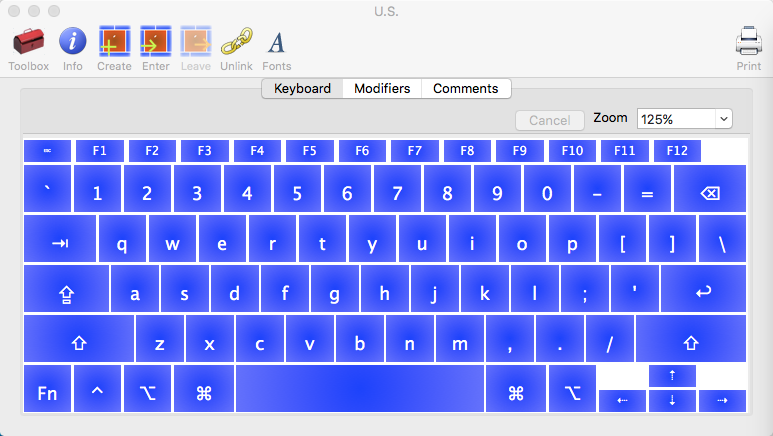 U.S.
Toolbox Info Create Enter Leave Unlink Fonts Print
Keyboard Modifiers Comments
Cancel Zoom 125%
esc F1 F2 F3 F4 F5 F6 F7 F8 F9 F10 F11 F12
` 1 2 3 4 5 6 7 8 9 0 - = ⌫
⇥ q w e r t y u i o p [ ] \
⇪ a s d f g h j k l ; ' ↩
⇧ z x c v b n m , . / ⇧
⇡
Fn ^ ⌥ ⌘ ⌘ ⌥ ⇠ ⇣ ⇢